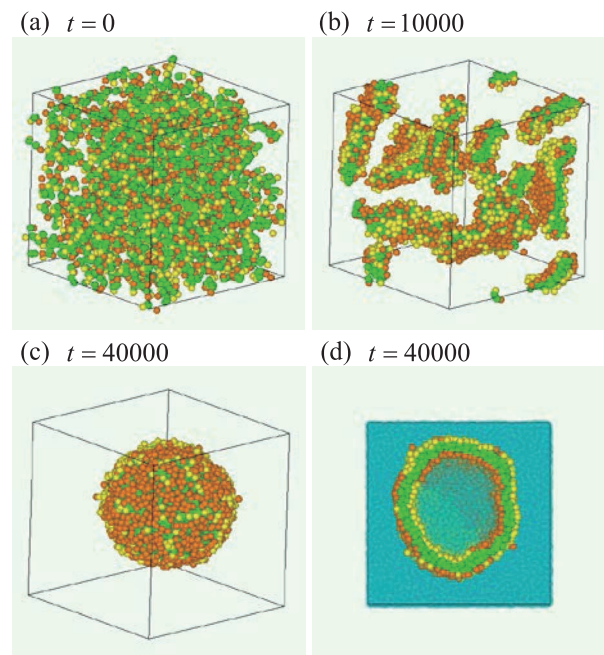 (a) t = 0
(b) t = 10000
(c) t = 40000
(d) t = 40000